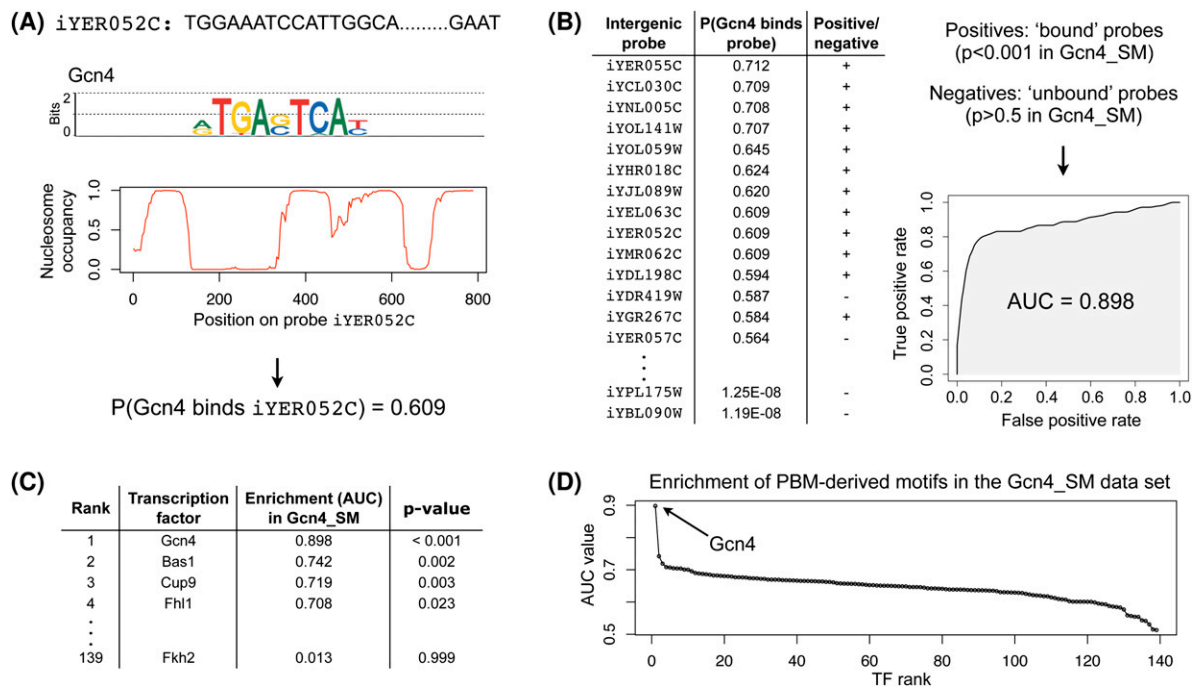 (A) iYER052C: TGGAAATCCATTGGCA.........GAAT
Gcn4
Bits
2
1
0
AGTGACGTCATC
Nucleosome
occupancy
1.0
0.5
0.0
0 200 400 600 800
Position on probe iYER052C
P(Gcn4 binds iYER052C) = 0.609
(B)
Intergenic probe P(Gcn4 binds probe) Positive/ negative
iYER055C 0.712 +
iYCL030C 0.709 +
iYNL005C 0.708 +
iYOL141W 0.707 +
iYOL059W 0.645 +
iYHR018C 0.624 +
iYJL089W 0.620 +
iYEL063C 0.609 +
iYER052C 0.609 +
iYMR062C 0.609 +
iYDL198C 0.594 +
iYDR419W 0.587 -
iYGR267C 0.584 +
iYER057C 0.564 -
iYPL175W 1.25E-08 -
iYBL090W 1.19E-08 -
Positives: ‘bound’ probes
(p<0.001 in Gcn4_SM)
Negatives: ‘unbound’ probes
(p>0.5 in Gcn4_SM)
True positive rate
1.0
0.8
0.6
0.4
0.2
0.0
AUC = 0.898
0.0 0.2 0.4 0.6 0.8 1.0
False positive rate
(C)
Rank Transcription factor Enrichment (AUC) in Gcn4_SM p-value
1 Gcn4 0.898 < 0.001
2 Bas1 0.742 0.002
3 Cup9 0.719 0.003
4 Fhl1 0.708 0.023
139 Fkh2 0.013 0.999
(D) Enrichment of PBM-derived motifs in the Gcn4_SM data set
AUC value
0.9
0.7
0.5
Gcn4
0 20 40 60 80 100 120 140
TF rank